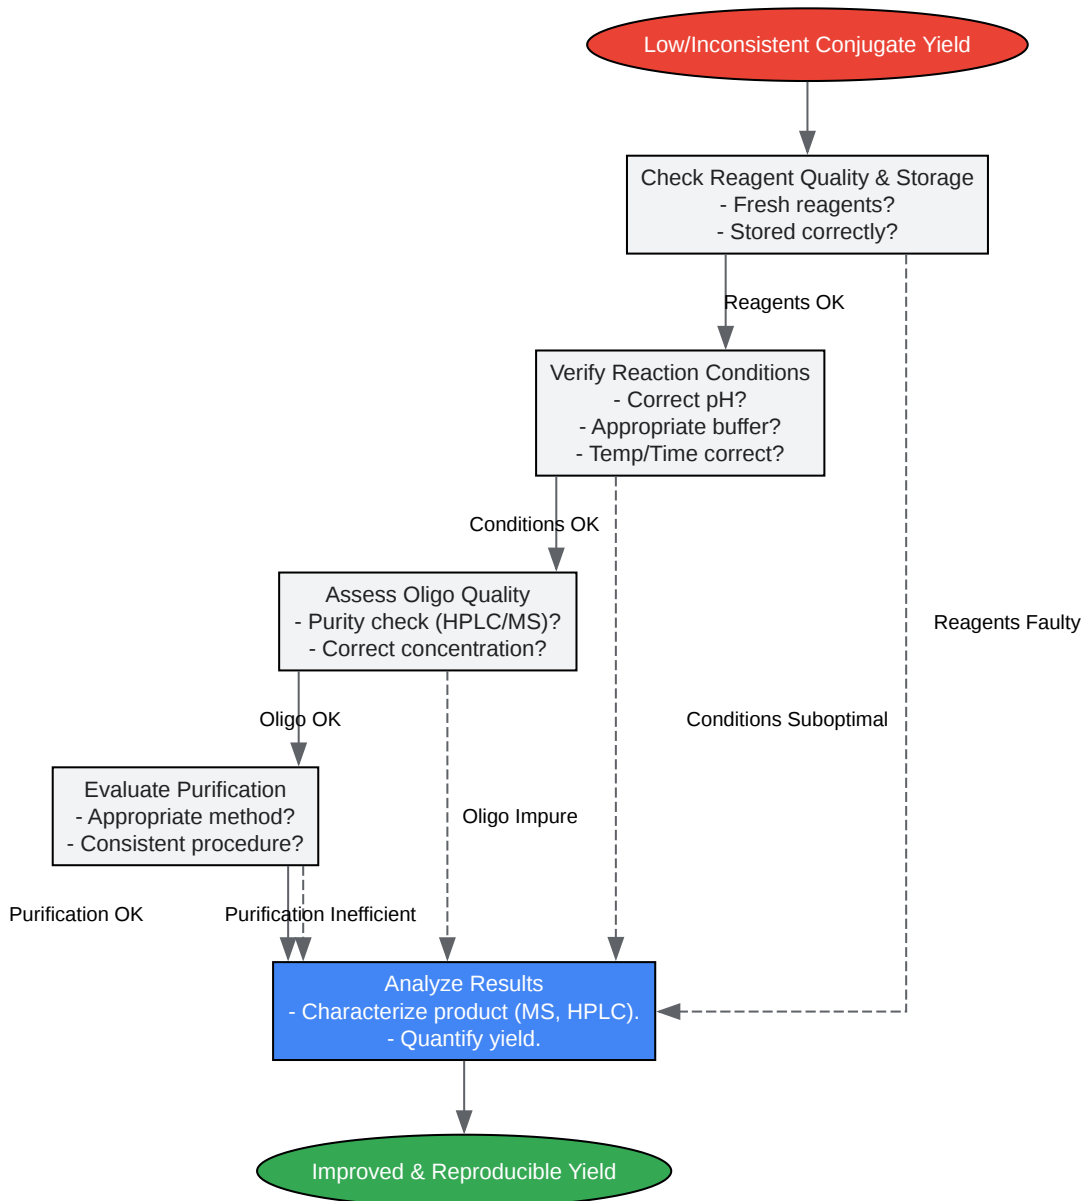 Low/Inconsistent Conjugate Yield
Check Reagent Quality & Storage
- Fresh reagents?
- Stored correctly?
Reagents OK
Verify Reaction Conditions
- Correct pH?
- Appropriate buffer?
- Temp/Time correct?
Conditions OK
Assess Oligo Quality
- Purity check (HPLC/MS)?
- Correct concentration?
Reagents Faulty
Conditions Suboptimal
Oligo OK
Evaluate Purification
- Appropriate method?
- Consistent procedure?
Oligo Impure
Purification OK
Purification Inefficient
Analyze Results
- Characterize product (MS, HPLC).
- Quantify yield.
Improved & Reproducible Yield